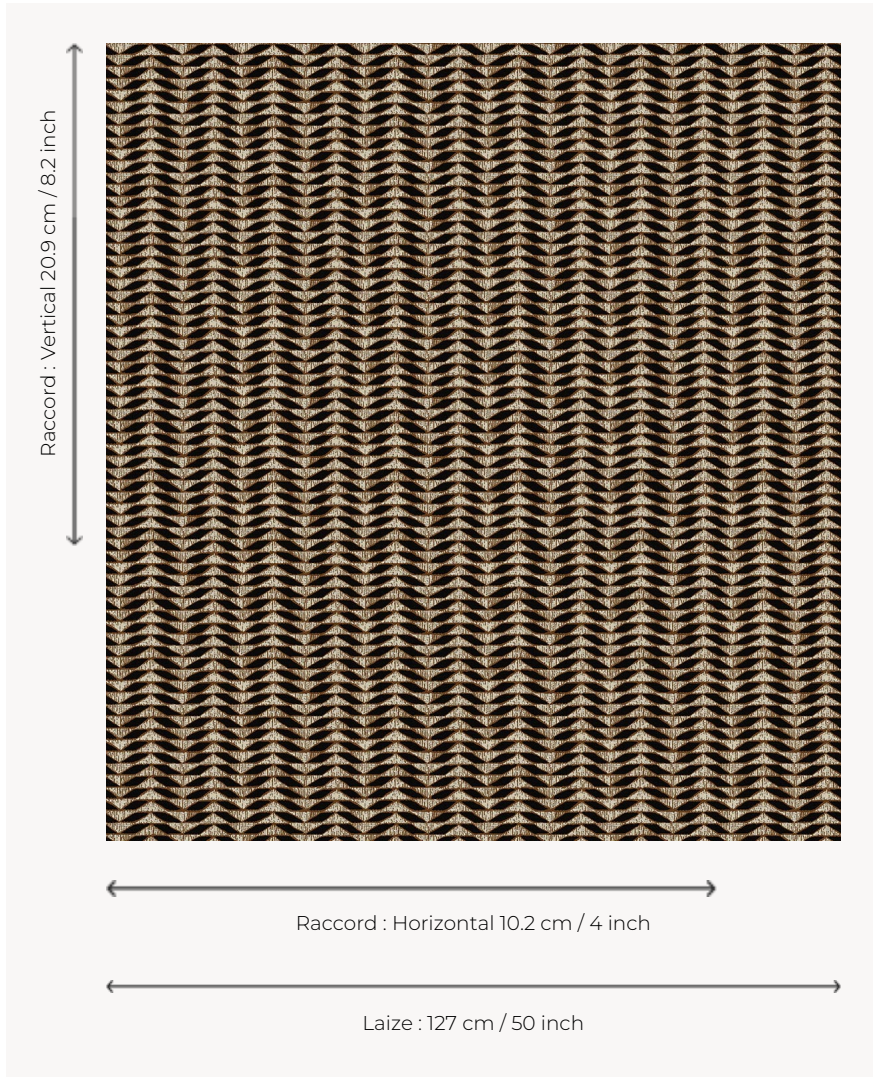 Raccord : Vertical 20.9 cm / 8.2 inch
Raccord : Horizontal 10.2 cm / 4 inch
Laize : 127 cm / 50 inch